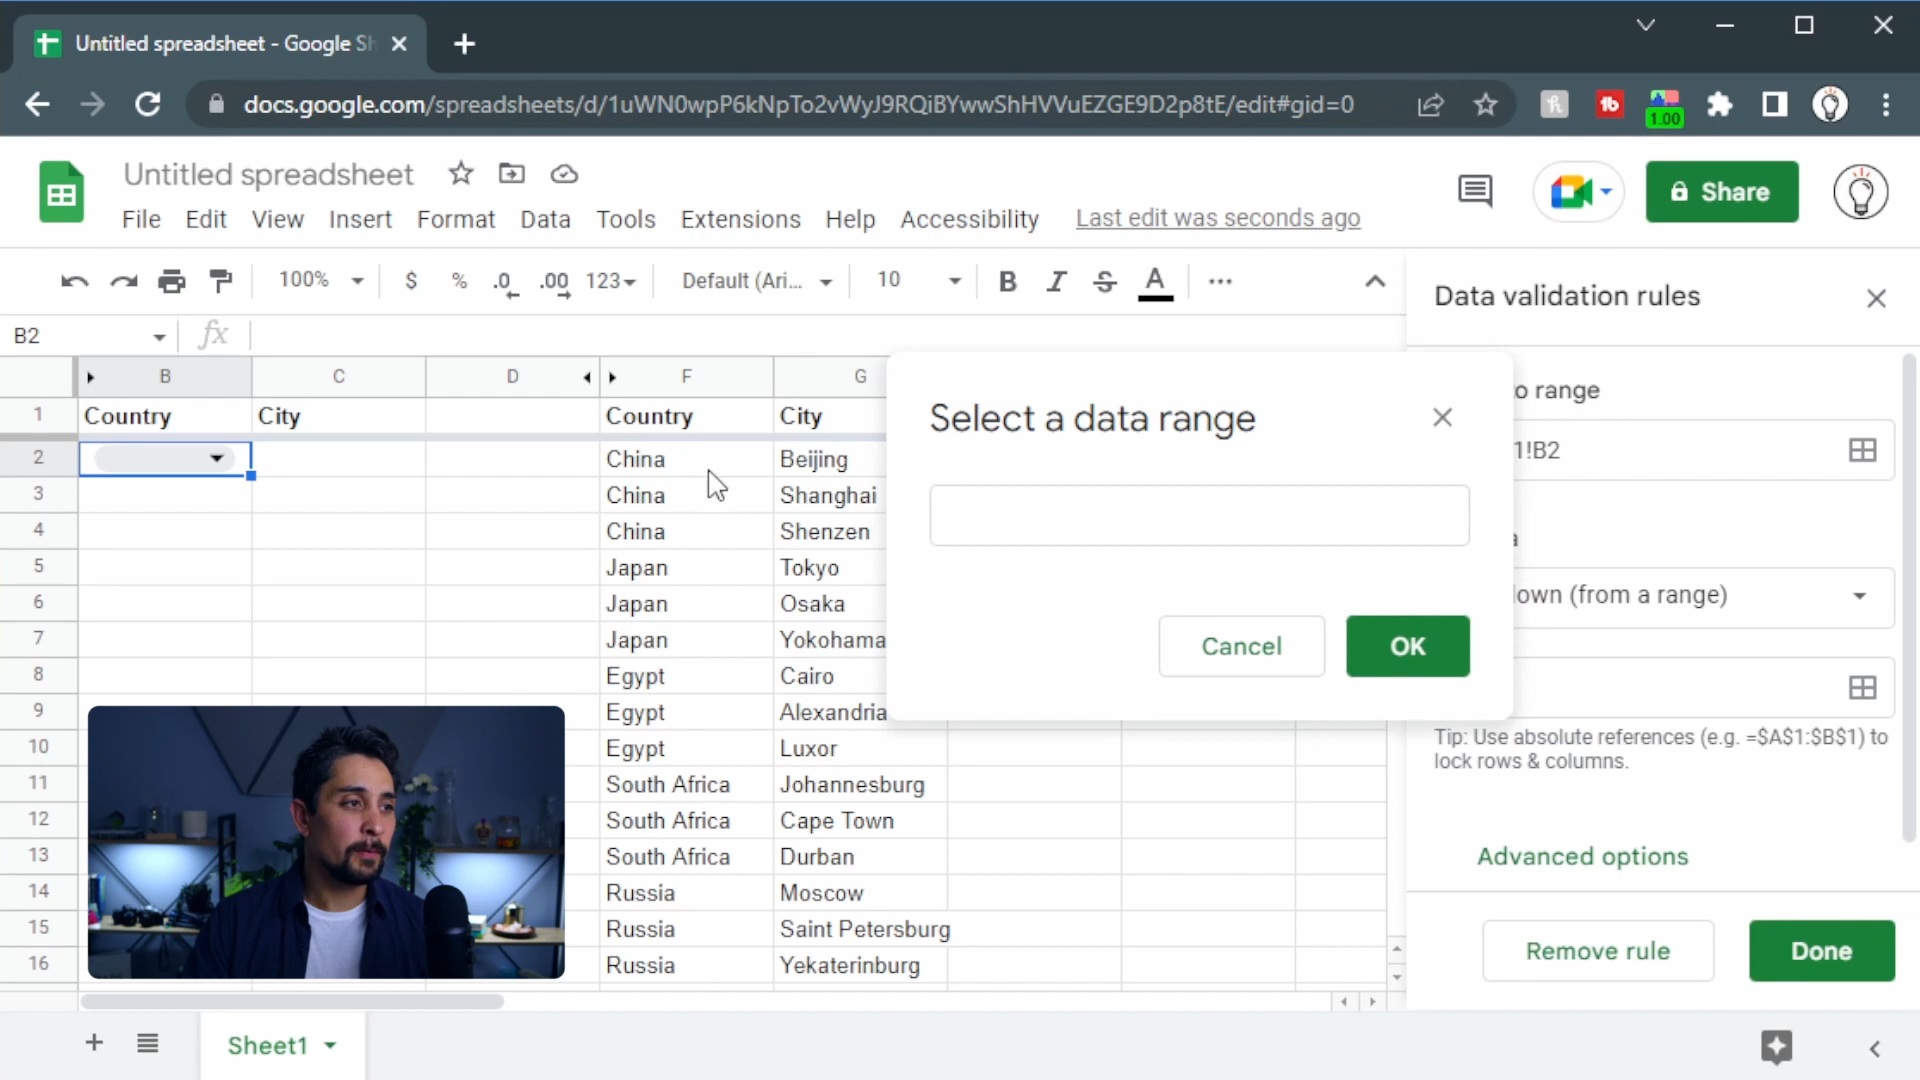 Untitled spreadsheet - Google Sh
docs.google.com/spreadsheets/d/1uWN0wpP6kNpTo2vWyJ9RQiBYwwShHVVuEZGE9D2p8tE/edit#gid=0
1.00
Untitled spreadsheet
File Edit View Insert Format Data Tools Extensions Help Accessibility Last edit was seconds ago
Share
100% $ % .0 .00 123 Default (Ari... 10 B I S A ...
Data validation rules
B2 fx
B C D F G
1 Country City Country City
2 China Beijing
3 China Shanghai
4 China Shenzen
5 Japan Tokyo
6 Japan Osaka
7 Japan Yokohama
8 Egypt Cairo
9 Egypt Alexandria
10 Egypt Luxor
11 South Africa Johannesburg
12 South Africa Cape Town
13 South Africa Durban
14 Russia Moscow
15 Russia Saint Petersburg
16 Russia Yekaterinburg
Select a data range
Cancel OK
o range
1!B2
a
own (from a range)
Tip: Use absolute references (e.g. =$A$1:$B$1) to
lock rows & columns.
Advanced options
Remove rule Done
Sheet1